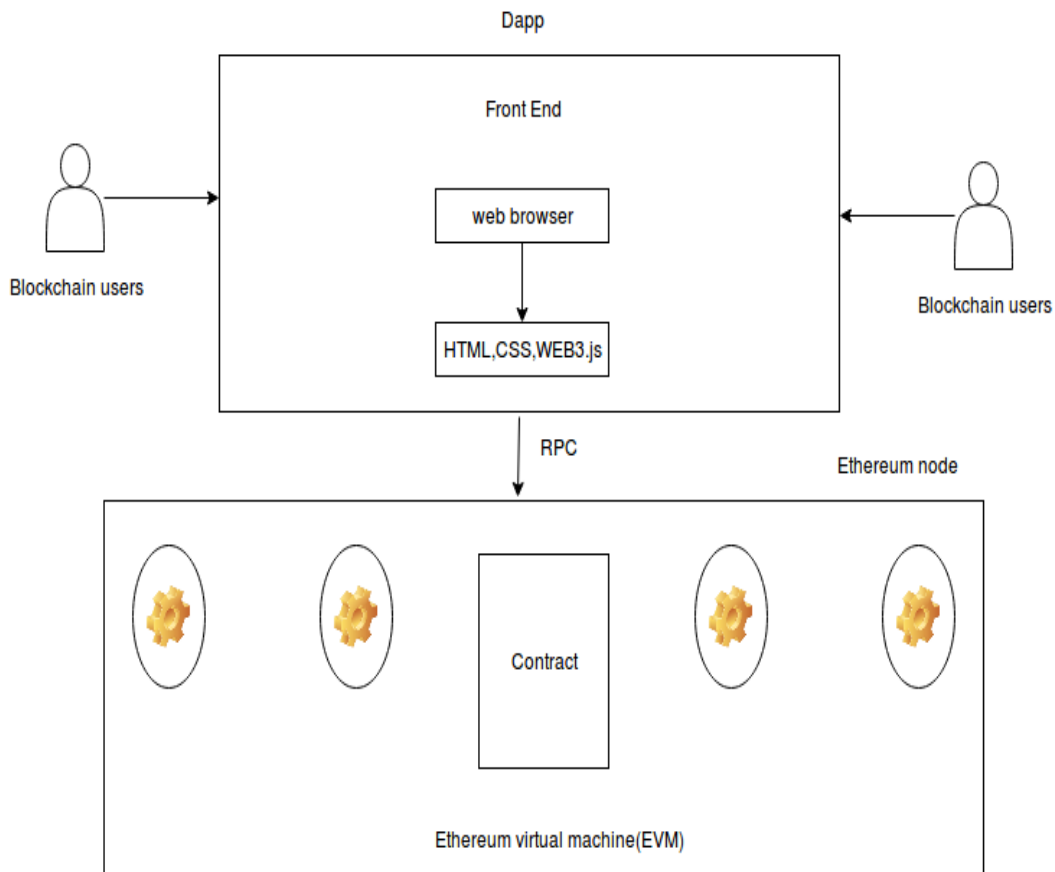 Dapp
Front End
web browser
Blockchain users
Blockchain users
HTML,CSS,WEB3.js
RPC
Ethereum node
Contract
Ethereum virtual machine(EVM)